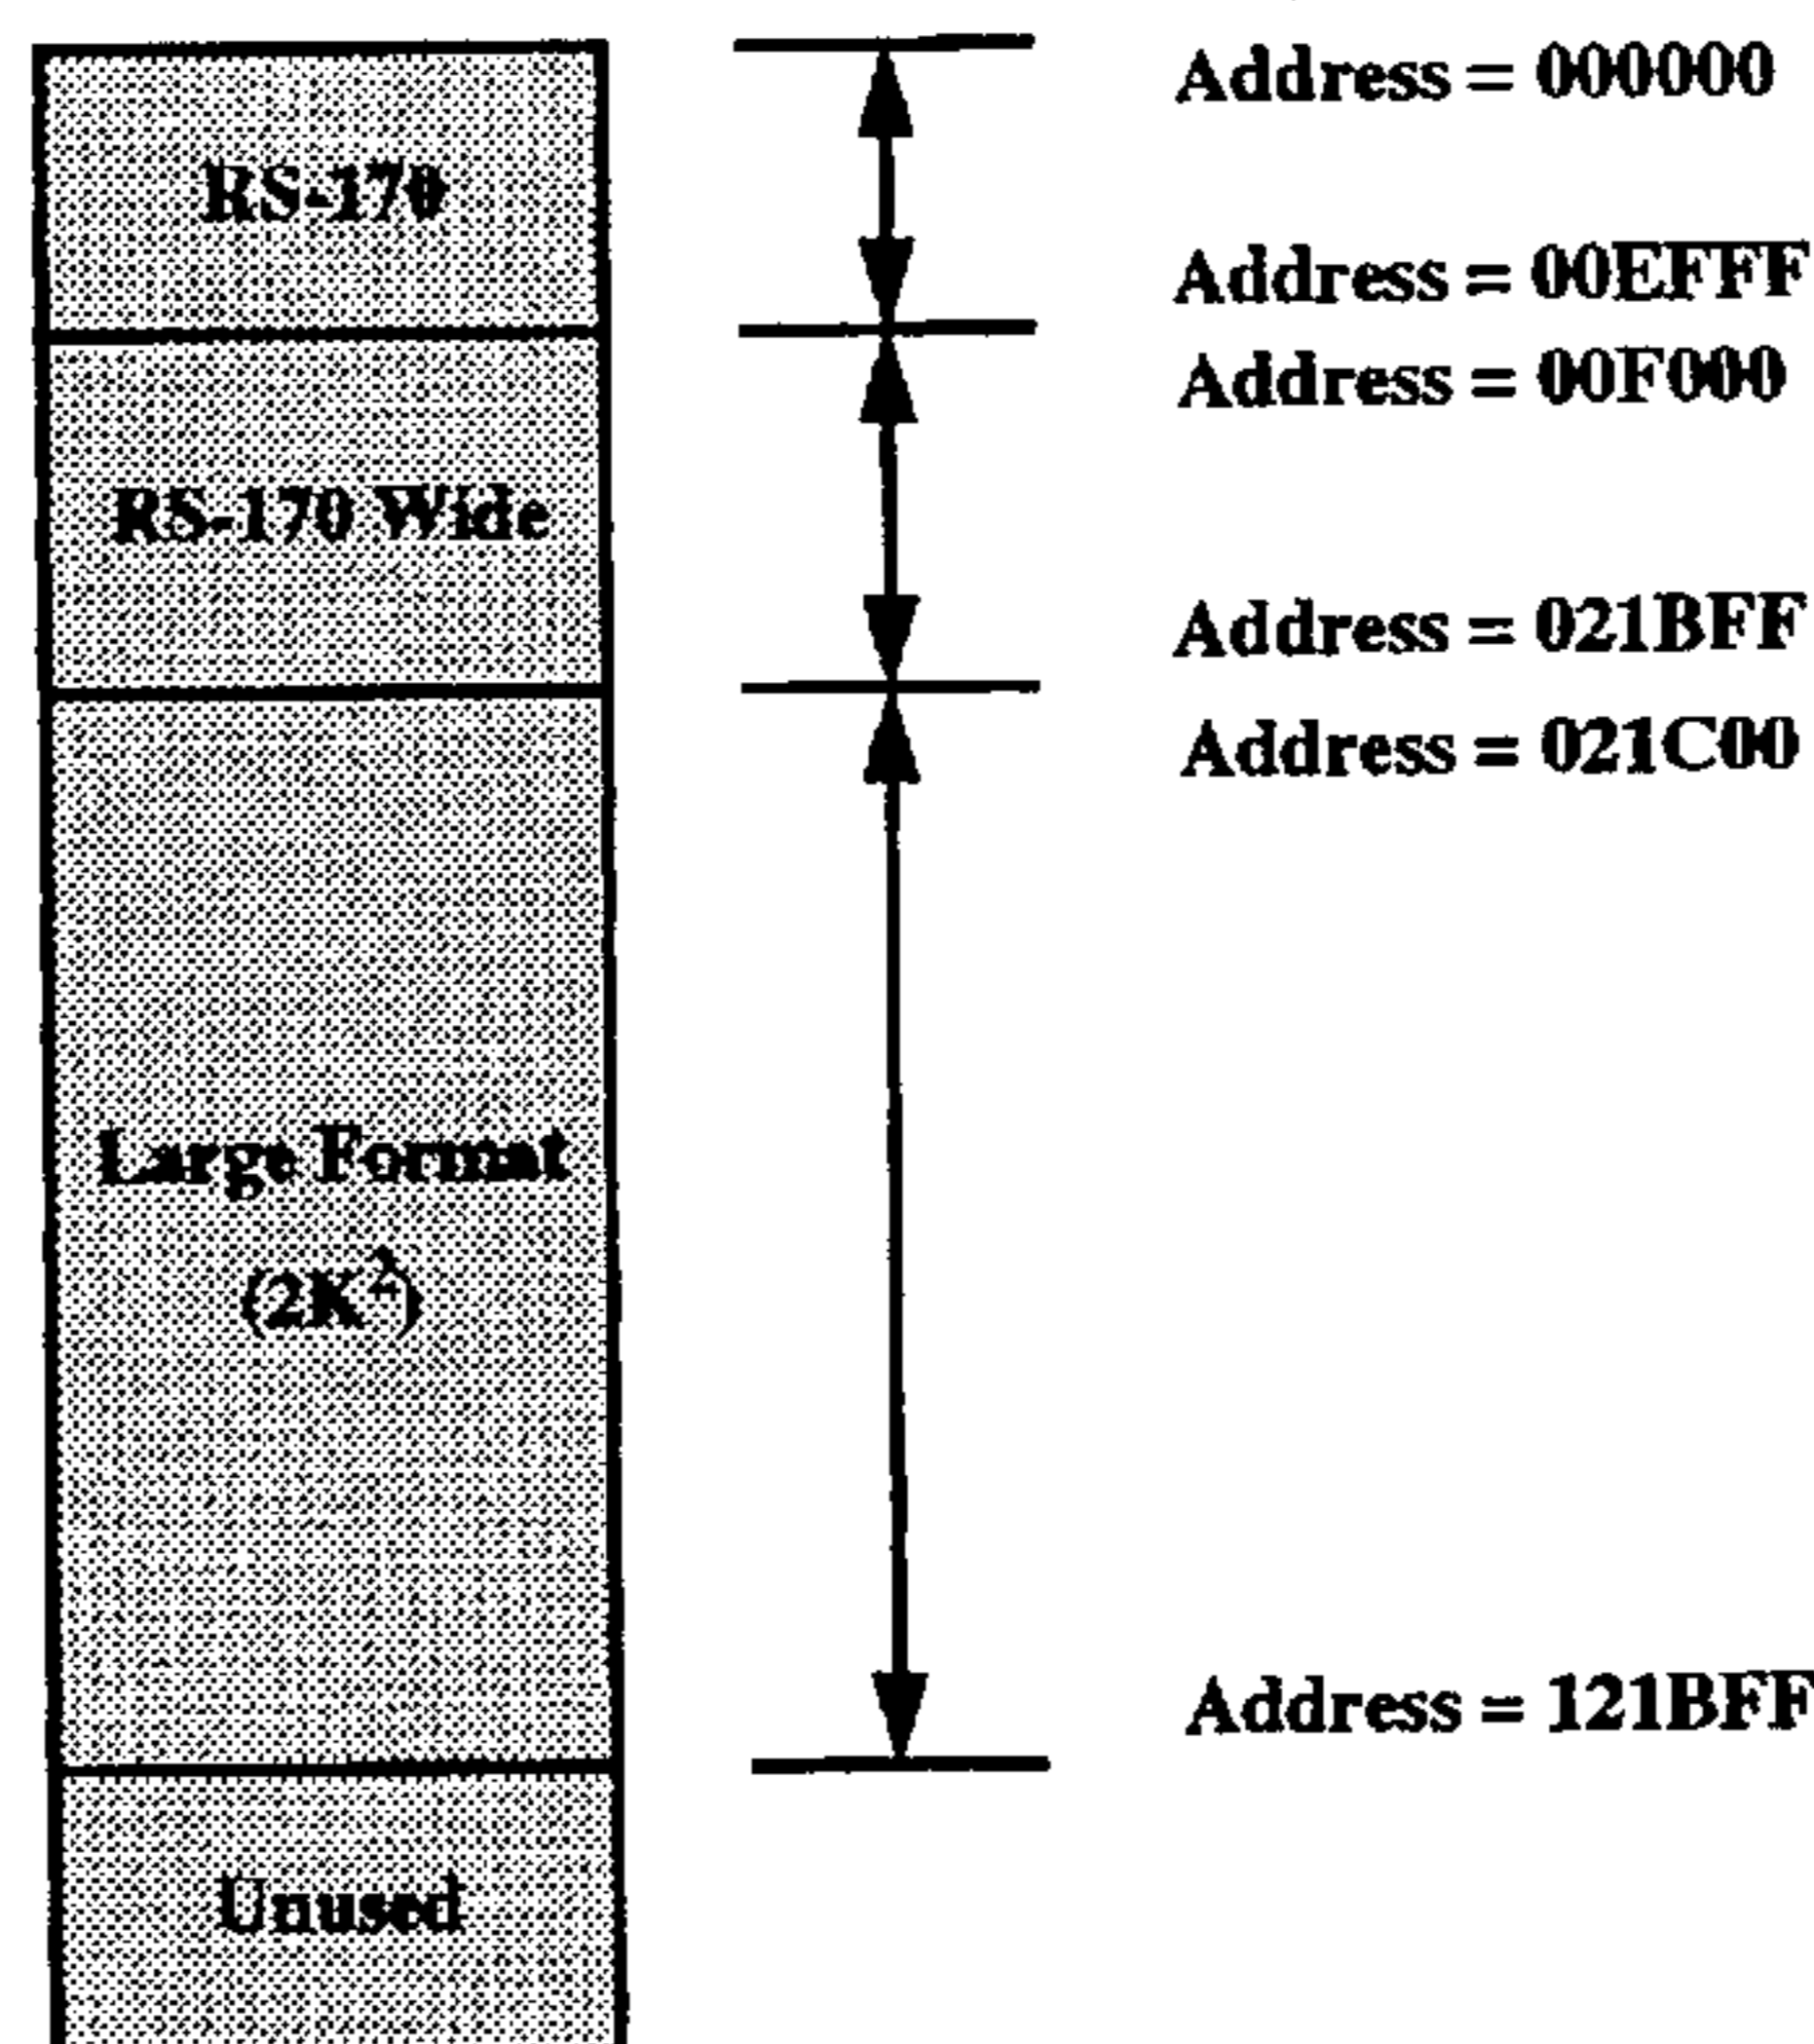 Address = 000000
RS-170
Address = 00EFFF
Address = 00F000
RS-170 Wide
Address = 021BFF
Address = 021C00
Large Format
(2K²)
Address = 121BFF
Unused